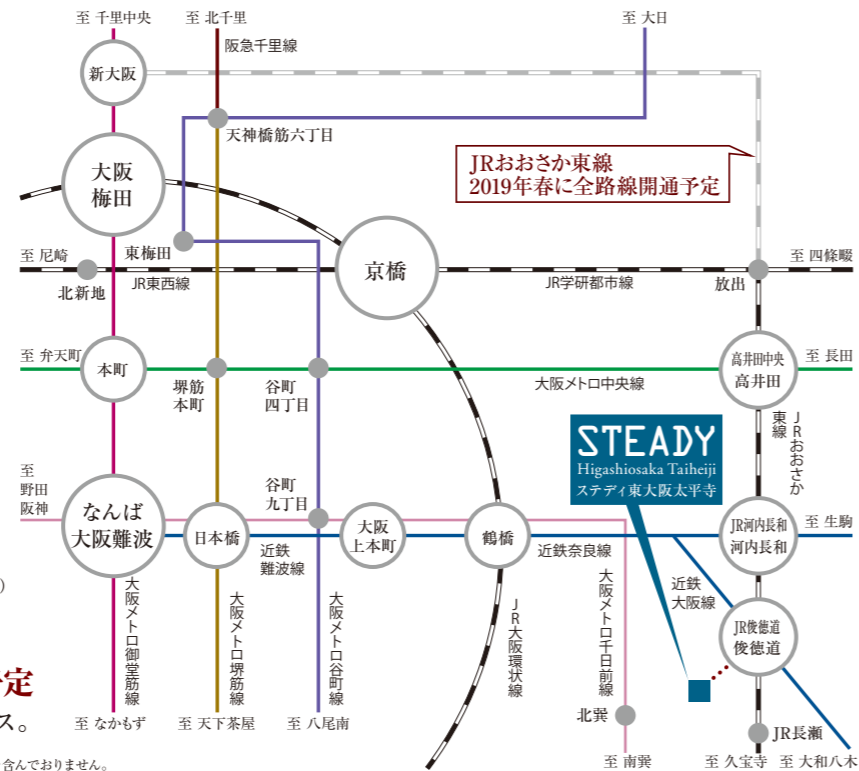 至 千里中央
至 北千里
至 大日
阪急千里線
新大阪
天神橋筋六丁目
JRおおさか東線
2019年春に全路線開通予定
大阪
梅田
東梅田
至 尼崎
北新地
JR東西線
京橋
JR学研都市線
放出
至 四條畷
至 弁天町
本町
堺筋
本町
谷町
四丁目
大阪メトロ中央線
高井田中央
高井田
至 長田
JRおおさか
東線
STEADY
Higashiosaka Taiheiji
ステディ東大阪太平寺
至
野田
阪神
なんば
大阪難波
日本橋
近鉄
難波線
谷町
九丁目
大阪
上本町
鶴橋
近鉄奈良線
JR河内長和
河内長和
至 生駒
近鉄
大阪線
JR俊徳道
俊徳道
大阪メトロ御堂筋線
大阪メトロ堺筋線
大阪メトロ谷町線
JR大阪環状線
大阪メトロ千日前線
)
予定
ス。
含んでおりません。
至 なかもず
至 天下茶屋
至 八尾南
北巽
至 南巽
JR長瀬
至 久宝寺
至 大和八木